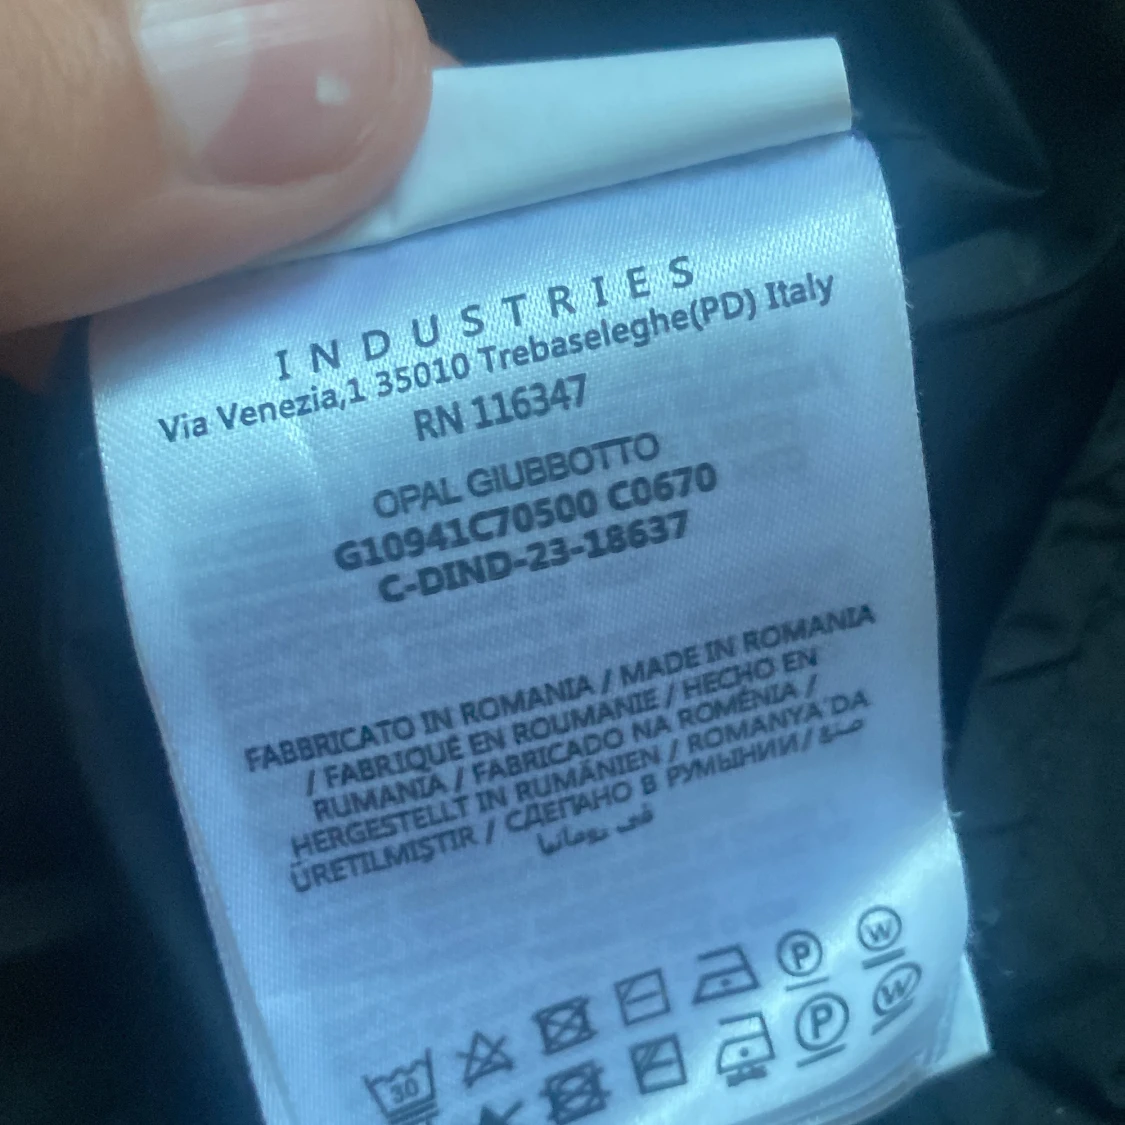 INDUSTRIES
Via Venezia,1 35010 Trebaseleghe(PD) Italy
RN 116347
OPAL GIUBBOTTO
G10941C70500 C0670
C-DIND-23-18637
FABBRICATO IN ROMANIA / MADE IN ROMANIA
/ FABRIQUÉ EN ROUMANIE / HECHO EN
RUMANIA / FABRICADO NA ROMÊNIA /
HERGESTELLT IN RUMÄNIEN / ROMANYA'DA
ÜRETILMIŞTIR / СДЕЛАНО В РУМЫНИИ / صنع
في رومانيا
30 P W
P W